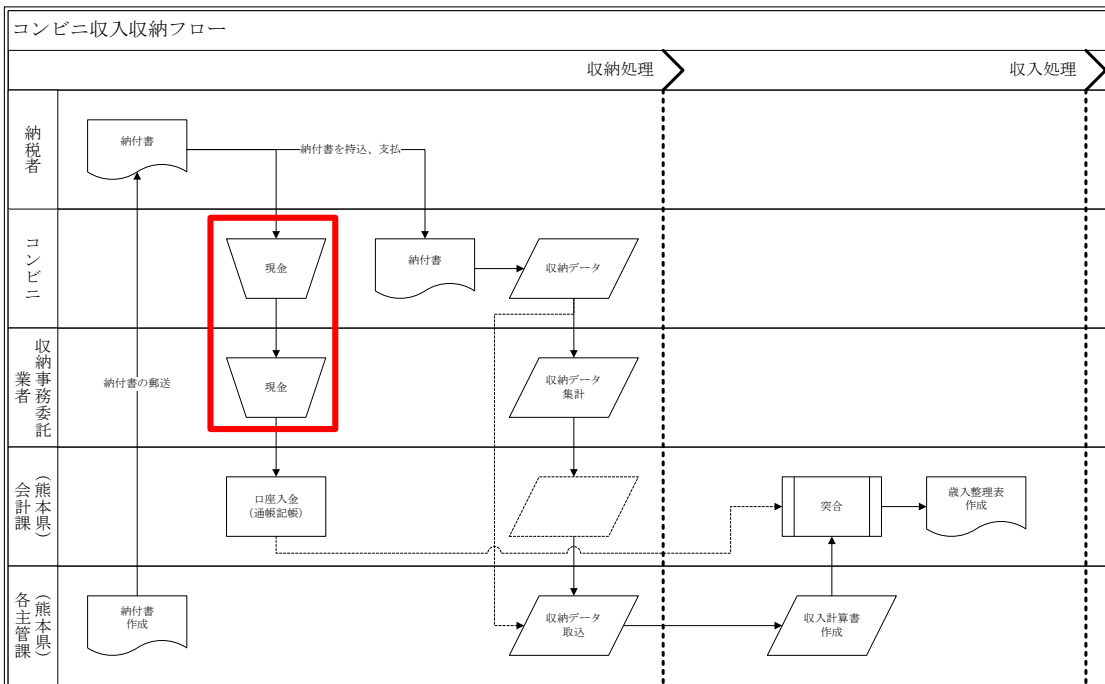 コンビニ収入収納フロー
収納処理
収入処理
納税者
納付書
納付書を持込、支払
コンビニ
現金
納付書
収納データ
収納事務委託
業者
納付書の郵送
現金
収納データ
集計
(熊本県)
会計課
口座入金
(通帳記帳)
突合
歳入整理表
作成
(熊本県)
各主管課
納付書
作成
収納データ
取込
収入計算書
作成